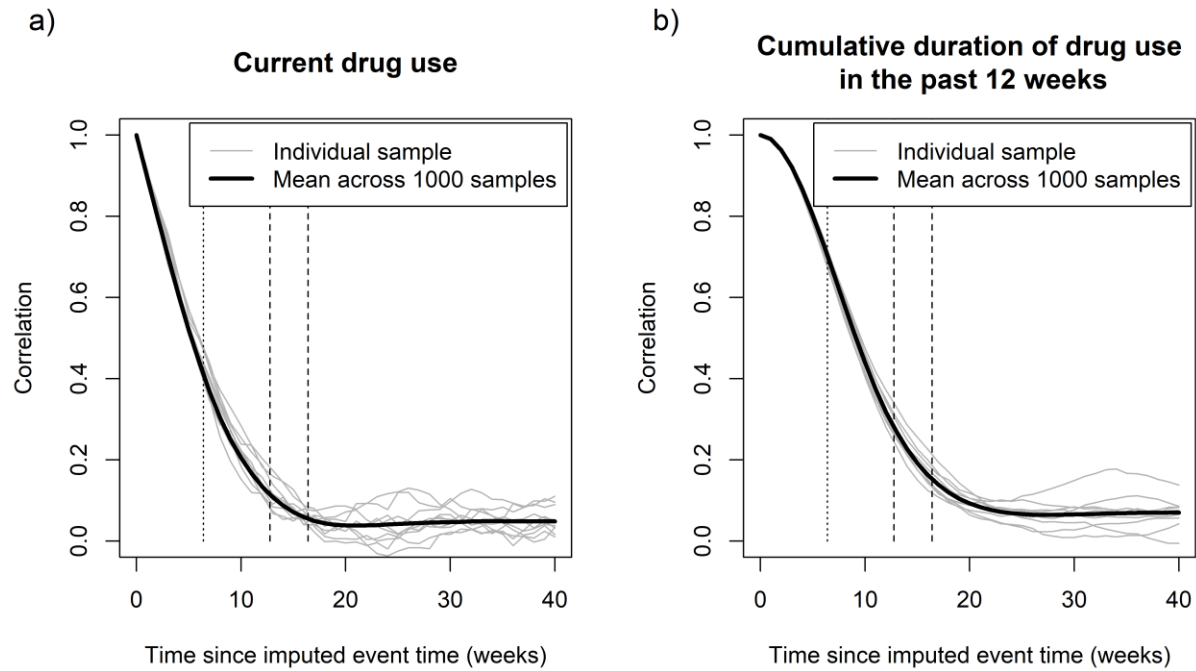 a)
Current drug use
Individual sample
Mean across 1000 samples
Correlation
1.0
0.8
0.6
0.4
0.2
0.0
0 10 20 30 40
Time since imputed event time (weeks)
b)
Cumulative duration of drug use
in the past 12 weeks
Individual sample
Mean across 1000 samples
Correlation
1.0
0.8
0.6
0.4
0.2
0.0
0 10 20 30 40
Time since imputed event time (weeks)